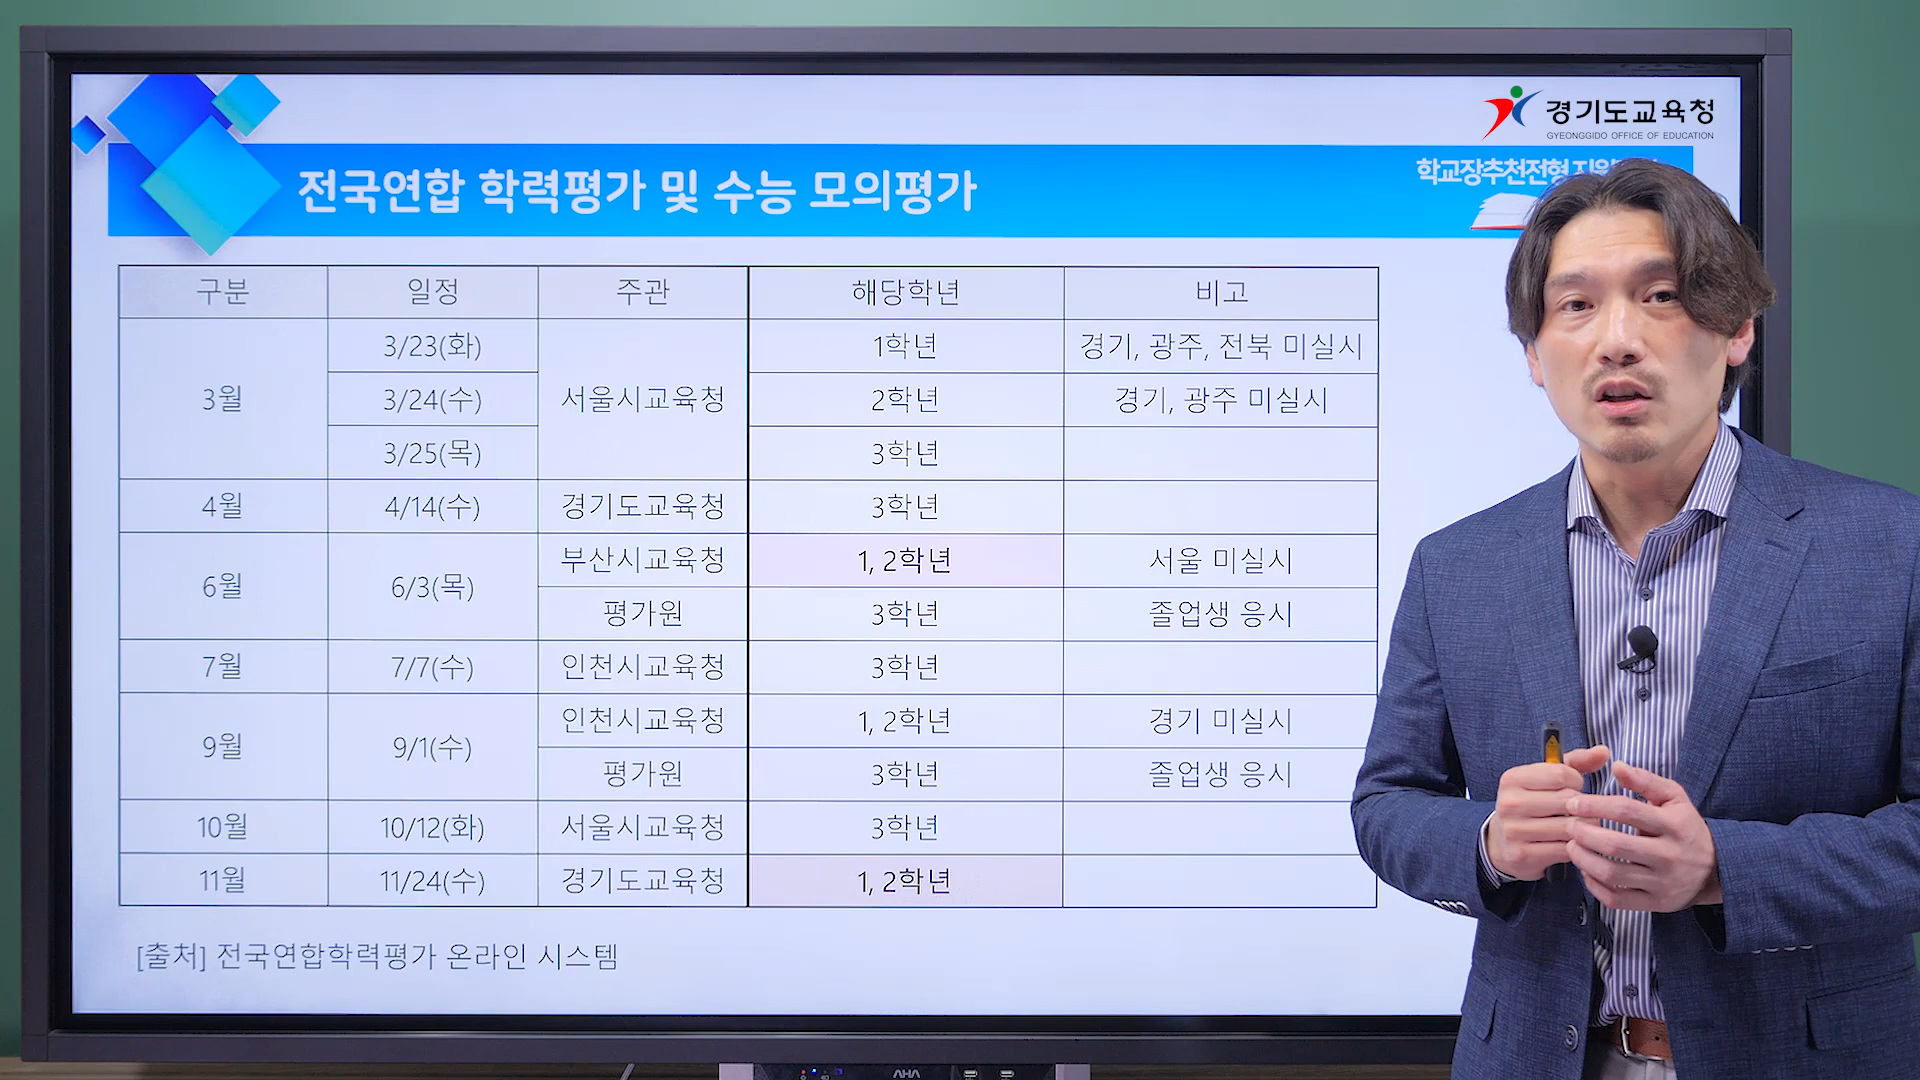 경기도교육청
GYEONGGIDO OFFICE OF EDUCATION
학교장추천전형
전국연합 학력평가 및 수능 모의평가
구분 일정 주관 해당학년 비고
3월 3/23(화) 서울시교육청 1학년 경기, 광주, 전북 미실시
3/24(수) 2학년 경기, 광주 미실시
3/25(목) 3학년
4월 4/14(수) 경기도교육청 3학년
6월 6/3(목) 부산시교육청 1, 2학년 서울 미실시
평가원 3학년 졸업생 응시
7월 7/7(수) 인천시교육청 3학년
9월 9/1(수) 인천시교육청 1, 2학년 경기 미실시
평가원 3학년 졸업생 응시
10월 10/12(화) 서울시교육청 3학년
11월 11/24(수) 경기도교육청 1, 2학년
[출처] 전국연합학력평가 온라인 시스템
AHA